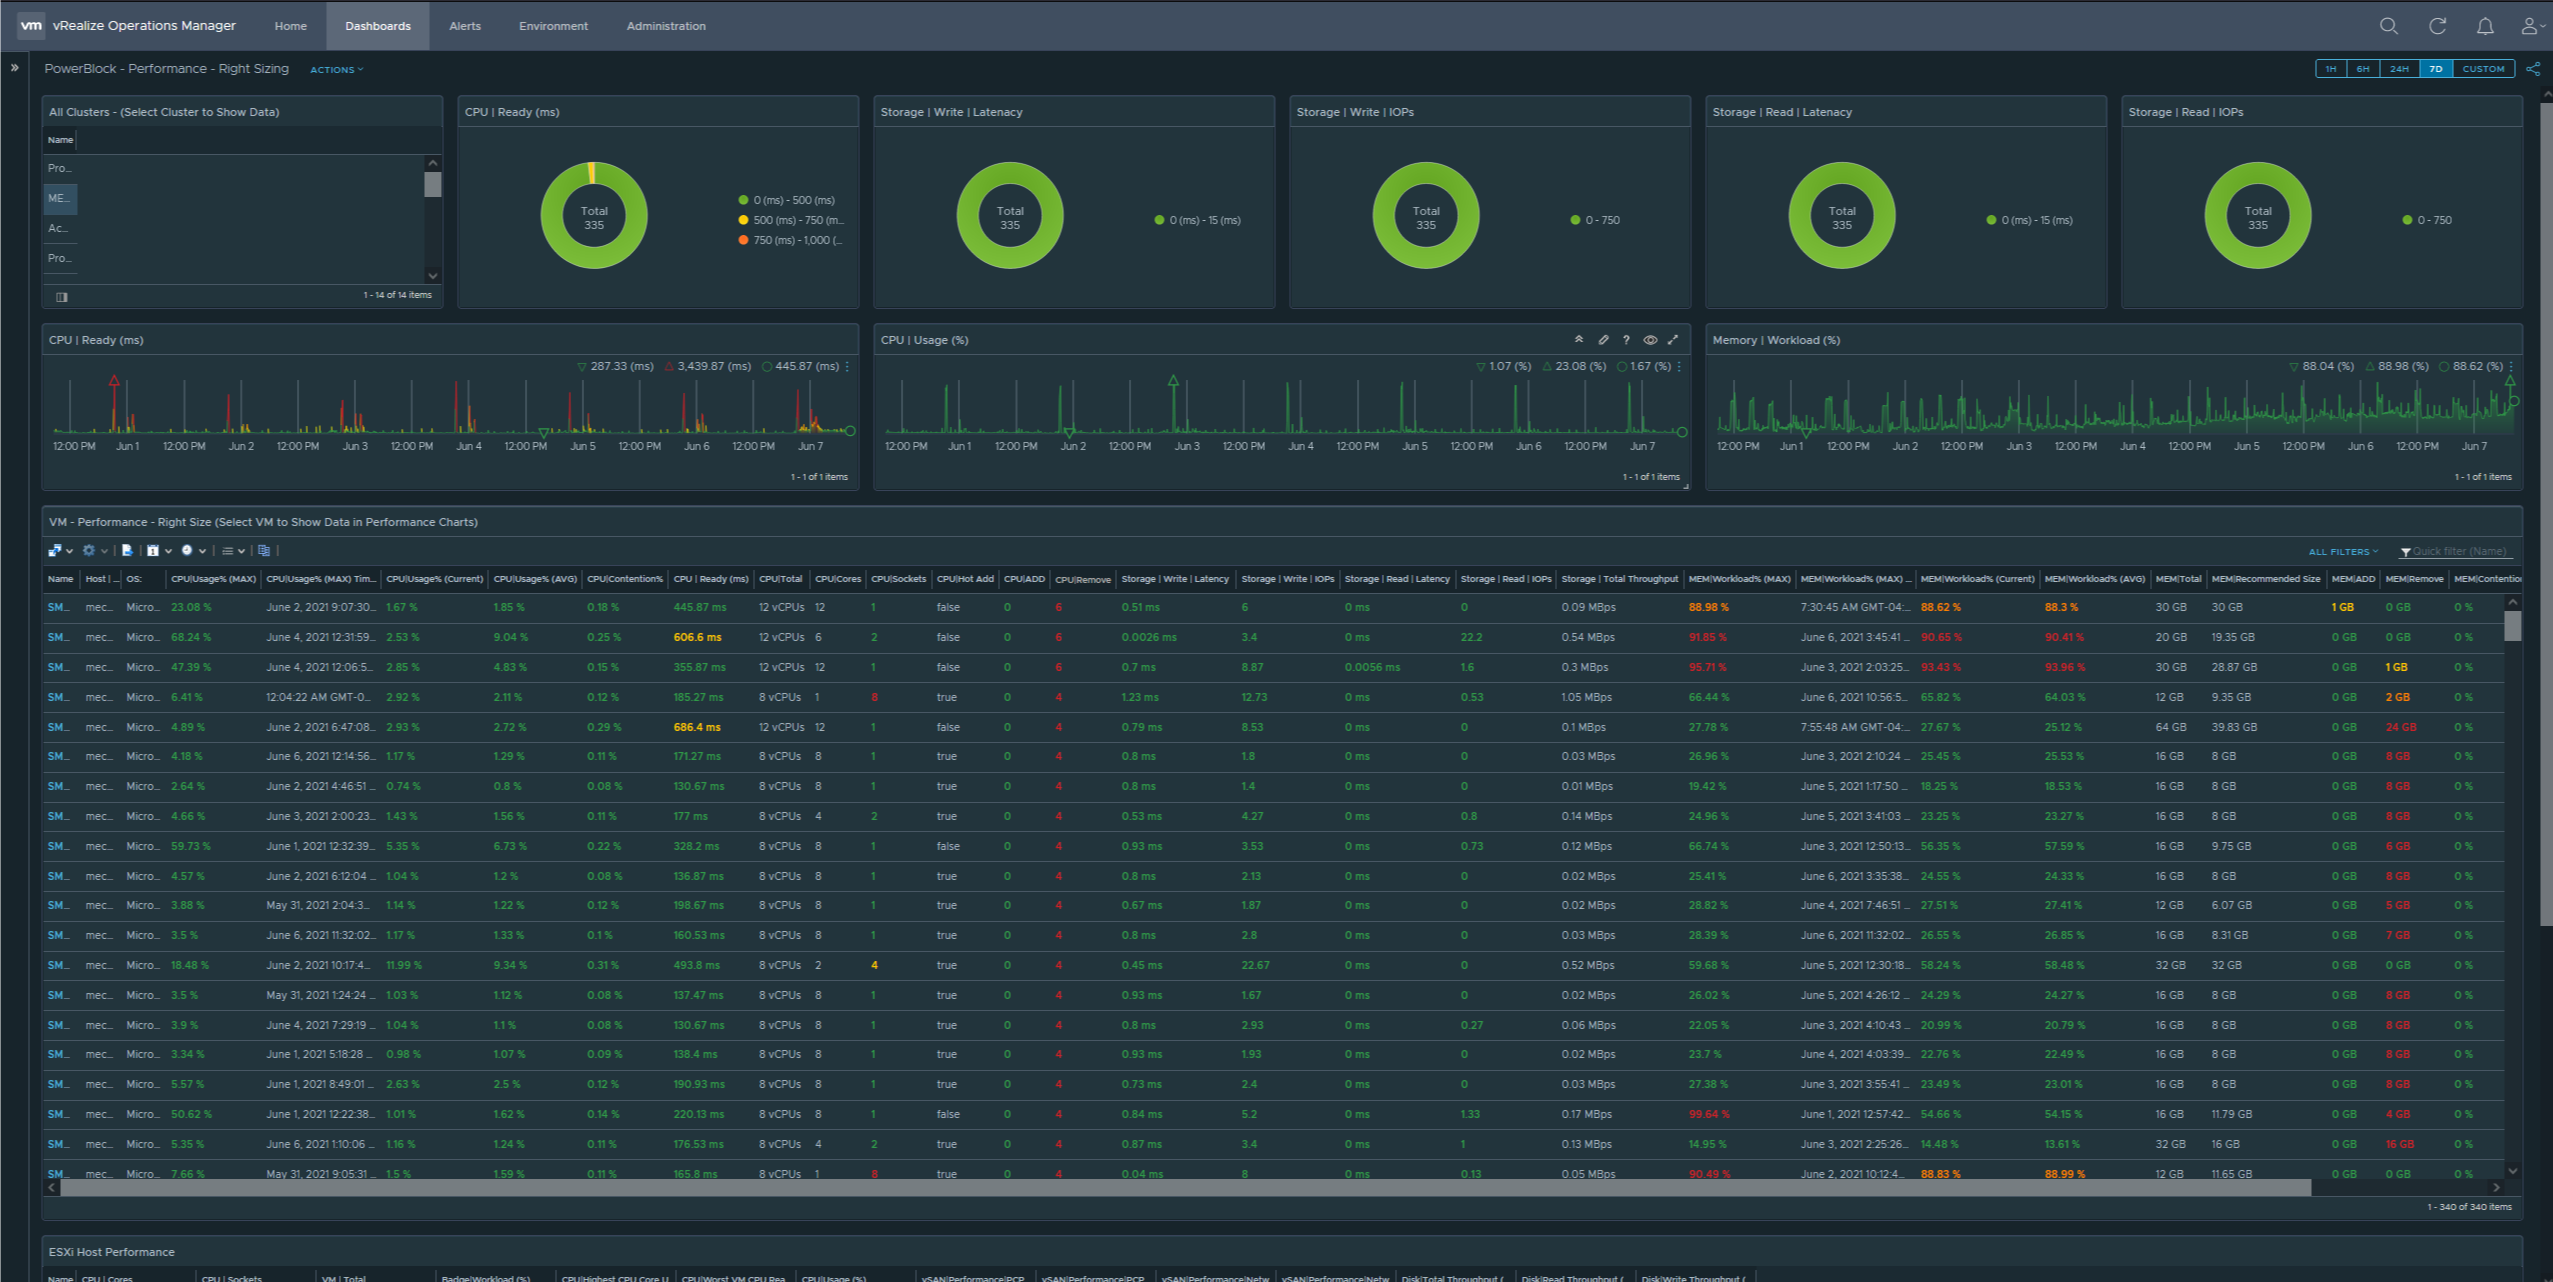 vm vRealize Operations Manager Home Dashboards Alerts Environment Administration
PowerBlock - Performance - Right Sizing ACTIONS 1H 6H 24H 7D CUSTOM
All Clusters - (Select Cluster to Show Data)
Name
Pro...
ME...
Ac...
Pro...
1 - 14 of 14 items
CPU | Ready (ms)
Total
335
0 (ms) - 500 (ms)
500 (ms) - 750 (m...
750 (ms) - 1,000 (...
Storage | Write | Latenacy
Total
335
0 (ms) - 15 (ms)
Storage | Write | IOPs
Total
335
0 - 750
Storage | Read | Latenacy
Total
335
0 (ms) - 15 (ms)
Storage | Read | IOPs
Total
335
0 - 750
CPU | Ready (ms)
287.33 (ms) 3,439.87 (ms) 445.87 (ms)
12:00 PM Jun 1 12:00 PM Jun 2 12:00 PM Jun 3 12:00 PM Jun 4 12:00 PM Jun 5 12:00 PM Jun 6 12:00 PM Jun 7
1 - 1 of 1 items
CPU | Usage (%)
?
1.07 (%) 23.08 (%) 1.67 (%)
12:00 PM Jun 1 12:00 PM Jun 2 12:00 PM Jun 3 12:00 PM Jun 4 12:00 PM Jun 5 12:00 PM Jun 6 12:00 PM Jun 7
1 - 1 of 1 items
Memory | Workload (%)
88.04 (%) 88.98 (%) 88.62 (%)
12:00 PM Jun 1 12:00 PM Jun 2 12:00 PM Jun 3 12:00 PM Jun 4 12:00 PM Jun 5 12:00 PM Jun 6 12:00 PM Jun 7
1 - 1 of 1 items
VM - Performance - Right Size (Select VM to Show Data in Performance Charts)
ALL FILTERS Quick filter (Name)
Name Host | ... OS: CPU|Usage% (MAX) CPU|Usage% (MAX) Tim... CPU|Usage% (Current) CPU|Usage% (AVG) CPU|Contention% CPU | Ready (ms) CPU|Total CPU|Cores CPU|Sockets CPU|Hot Add CPU|ADD CPU|Remove Storage | Write | Latency Storage | Write | IOPs Storage | Read | Latency Storage | Read | IOPs Storage | Total Throughput MEM|Workload% (MAX) MEM|Workload% (MAX) ... MEM|Workload% (Current) MEM|Workload% (AVG) MEM|Total MEM|Recommended Size MEM|ADD MEM|Remove MEM|Contentio
SM... mec... Micro... 23.08 % June 2, 2021 9:07:30... 1.67 % 1.85 % 0.18 % 445.87 ms 12 vCPUs 12 1 false 0 6 0.51 ms 6 0 ms 0 0.09 MBps 88.98 % 7:30:45 AM GMT-04:... 88.62 % 88.3 % 30 GB 30 GB 1 GB 0 GB 0 %
SM... mec... Micro... 68.24 % June 4, 2021 12:31:59... 2.53 % 9.04 % 0.25 % 606.6 ms 12 vCPUs 6 2 false 0 6 0.0026 ms 3.4 0 ms 22.2 0.54 MBps 91.85 % June 6, 2021 3:45:41 ... 90.65 % 90.41 % 20 GB 19.35 GB 0 GB 0 GB 0 %
SM... mec... Micro... 47.39 % June 4, 2021 12:06:5... 2.85 % 4.83 % 0.15 % 355.87 ms 12 vCPUs 12 1 false 0 6 0.7 ms 8.87 0.0056 ms 1.6 0.3 MBps 95.71 % June 3, 2021 2:03:25... 93.43 % 93.96 % 30 GB 28.87 GB 0 GB 1 GB 0 %
SM... mec... Micro... 6.41 % 12:04:22 AM GMT-0... 2.92 % 2.11 % 0.12 % 185.27 ms 8 vCPUs 1 8 true 0 4 1.23 ms 12.73 0 ms 0.53 1.05 MBps 66.44 % June 6, 2021 10:56:5... 65.82 % 64.03 % 12 GB 9.35 GB 0 GB 2 GB 0 %
SM... mec... Micro... 4.89 % June 2, 2021 6:47:08... 2.93 % 2.72 % 0.29 % 686.4 ms 12 vCPUs 12 1 false 0 4 0.79 ms 8.53 0 ms 0 0.1 MBps 27.78 % 7:55:48 AM GMT-04:... 27.67 % 25.12 % 64 GB 39.83 GB 0 GB 24 GB 0 %
SM... mec... Micro... 4.18 % June 6, 2021 12:14:56... 1.17 % 1.29 % 0.11 % 171.27 ms 8 vCPUs 8 1 true 0 4 0.8 ms 1.8 0 ms 0 0.03 MBps 26.96 % June 3, 2021 2:10:24 ... 25.45 % 25.53 % 16 GB 8 GB 0 GB 8 GB 0 %
SM... mec... Micro... 2.64 % June 2, 2021 4:46:51 ... 0.74 % 0.8 % 0.08 % 130.67 ms 8 vCPUs 8 1 true 0 4 0.8 ms 1.4 0 ms 0 0.01 MBps 19.42 % June 5, 2021 1:17:50 ... 18.25 % 18.53 % 16 GB 8 GB 0 GB 8 GB 0 %
SM... mec... Micro... 4.66 % June 3, 2021 2:00:23... 1.43 % 1.56 % 0.11 % 177 ms 8 vCPUs 4 2 true 0 4 0.53 ms 4.27 0 ms 0.8 0.14 MBps 24.96 % June 5, 2021 3:41:03 ... 23.25 % 23.27 % 16 GB 8 GB 0 GB 8 GB 0 %
SM... mec... Micro... 59.73 % June 1, 2021 12:32:39... 5.35 % 6.73 % 0.22 % 328.2 ms 8 vCPUs 8 1 false 0 4 0.93 ms 3.53 0 ms 0.73 0.12 MBps 66.74 % June 3, 2021 12:50:13... 56.35 % 57.59 % 16 GB 9.75 GB 0 GB 6 GB 0 %
SM... mec... Micro... 4.57 % June 2, 2021 6:12:04 ... 1.04 % 1.2 % 0.08 % 136.87 ms 8 vCPUs 8 1 true 0 4 0.8 ms 2.13 0 ms 0 0.02 MBps 25.41 % June 6, 2021 3:35:38... 24.55 % 24.33 % 16 GB 8 GB 0 GB 8 GB 0 %
SM... mec... Micro... 3.88 % May 31, 2021 2:04:3... 1.14 % 1.22 % 0.12 % 198.67 ms 8 vCPUs 8 1 true 0 4 0.67 ms 1.87 0 ms 0 0.02 MBps 28.82 % June 4, 2021 7:46:51 ... 27.51 % 27.41 % 12 GB 6.07 GB 0 GB 5 GB 0 %
SM... mec... Micro... 3.5 % June 6, 2021 11:32:02... 1.17 % 1.33 % 0.1 % 160.53 ms 8 vCPUs 8 1 true 0 4 0.8 ms 2.8 0 ms 0 0.03 MBps 28.39 % June 6, 2021 11:32:02... 26.55 % 26.85 % 16 GB 8.31 GB 0 GB 7 GB 0 %
SM... mec... Micro... 18.48 % June 2, 2021 10:17:4... 11.99 % 9.34 % 0.31 % 493.8 ms 8 vCPUs 2 4 true 0 4 0.45 ms 22.67 0 ms 0 0.52 MBps 59.68 % June 5, 2021 12:30:18... 58.24 % 58.48 % 32 GB 32 GB 0 GB 0 GB 0 %
SM... mec... Micro... 3.5 % May 31, 2021 1:24:24 ... 1.03 % 1.12 % 0.08 % 137.47 ms 8 vCPUs 8 1 true 0 4 0.93 ms 1.67 0 ms 0 0.02 MBps 26.02 % June 5, 2021 4:26:12 ... 24.29 % 24.27 % 16 GB 8 GB 0 GB 8 GB 0 %
SM... mec... Micro... 3.9 % June 4, 2021 7:29:19 ... 1.04 % 1.1 % 0.08 % 130.67 ms 8 vCPUs 8 1 true 0 4 0.8 ms 2.93 0 ms 0.27 0.06 MBps 22.05 % June 3, 2021 4:10:43 ... 20.99 % 20.79 % 16 GB 8 GB 0 GB 8 GB 0 %
SM... mec... Micro... 3.34 % June 1, 2021 5:18:28 ... 0.98 % 1.07 % 0.09 % 138.4 ms 8 vCPUs 8 1 true 0 4 0.93 ms 1.93 0 ms 0 0.02 MBps 23.7 % June 4, 2021 4:03:39... 22.76 % 22.49 % 16 GB 8 GB 0 GB 8 GB 0 %
SM... mec... Micro... 5.57 % June 1, 2021 8:49:01 ... 2.63 % 2.5 % 0.12 % 190.93 ms 8 vCPUs 8 1 true 0 4 0.73 ms 2.4 0 ms 0 0.03 MBps 27.38 % June 3, 2021 3:55:41 ... 23.49 % 23.01 % 16 GB 8 GB 0 GB 8 GB 0 %
SM... mec... Micro... 50.62 % June 1, 2021 12:22:38... 1.01 % 1.62 % 0.14 % 220.13 ms 8 vCPUs 8 1 false 0 4 0.84 ms 5.2 0 ms 1.33 0.17 MBps 99.64 % June 1, 2021 12:57:42... 54.66 % 54.15 % 16 GB 11.79 GB 0 GB 4 GB 0 %
SM... mec... Micro... 5.35 % June 6, 2021 1:10:06 ... 1.16 % 1.24 % 0.11 % 176.53 ms 8 vCPUs 4 2 true 0 4 0.87 ms 3.4 0 ms 1 0.13 MBps 14.95 % June 3, 2021 2:25:26... 14.48 % 13.61 % 32 GB 16 GB 0 GB 16 GB 0 %
SM... mec... Micro... 7.66 % May 31, 2021 9:05:31 ... 1.5 % 1.59 % 0.11 % 165.8 ms 8 vCPUs 1 8 true 0 4 0.04 ms 8 0 ms 0.13 0.05 MBps 90.49 % June 2, 2021 10:12:4... 88.83 % 88.99 % 12 GB 11.65 GB 0 GB 0 GB 0 %
1 - 340 of 340 items
ESXi Host Performance
Name CPU | Cores CPU | Sockets VM | Total Badge|Workload (%) CPU|Highest CPU Core U CPU|Worst VM CPU Rea CPU|Usage (%) vSAN|Performance|PCP vSAN|Performance|PCP vSAN|Performance|Netw vSAN|Performance|Netw Disk|Total Throughput ( Disk|Read Throughput ( Disk|Write Throughput (